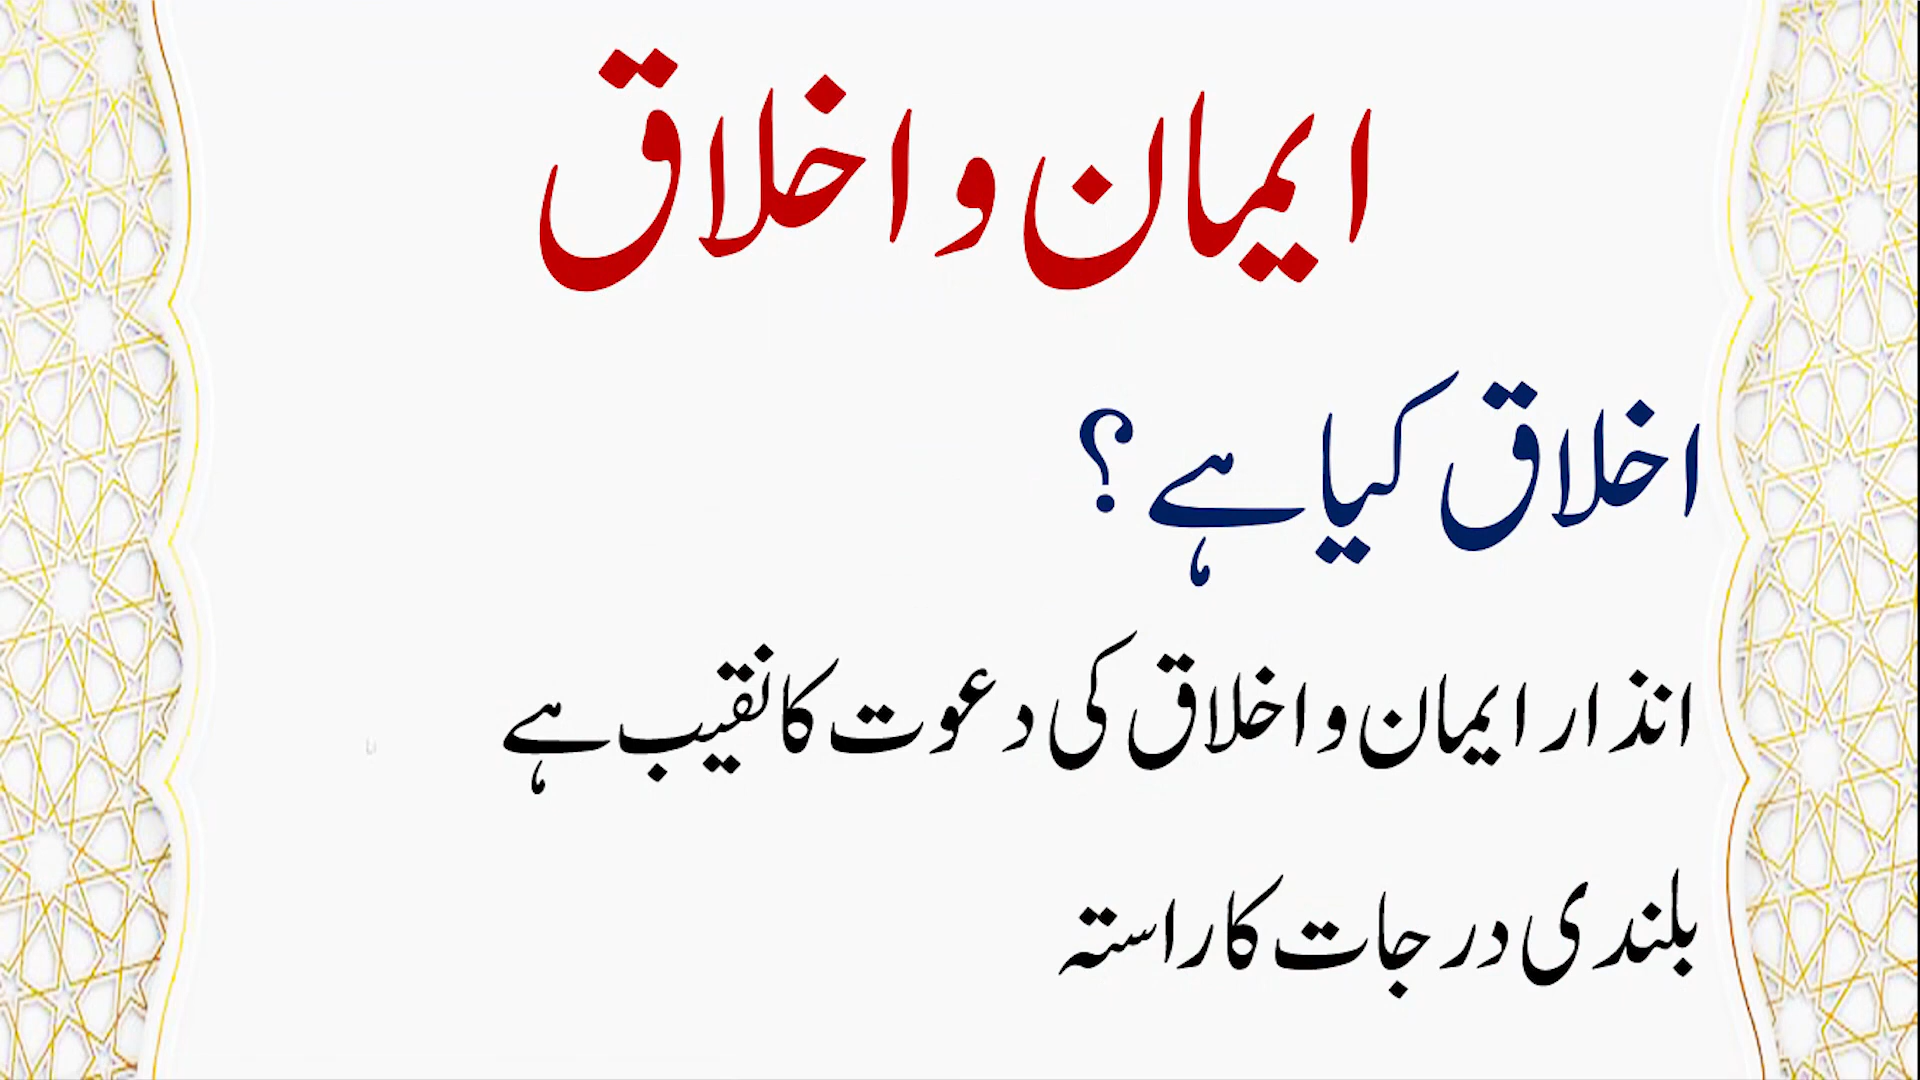 ایمان و اخلاق
اخلاق کیا ہے؟
انذار ایمان و اخلاق کی دعوت کا نقیب ہے
بلندی درجات کا راستہ